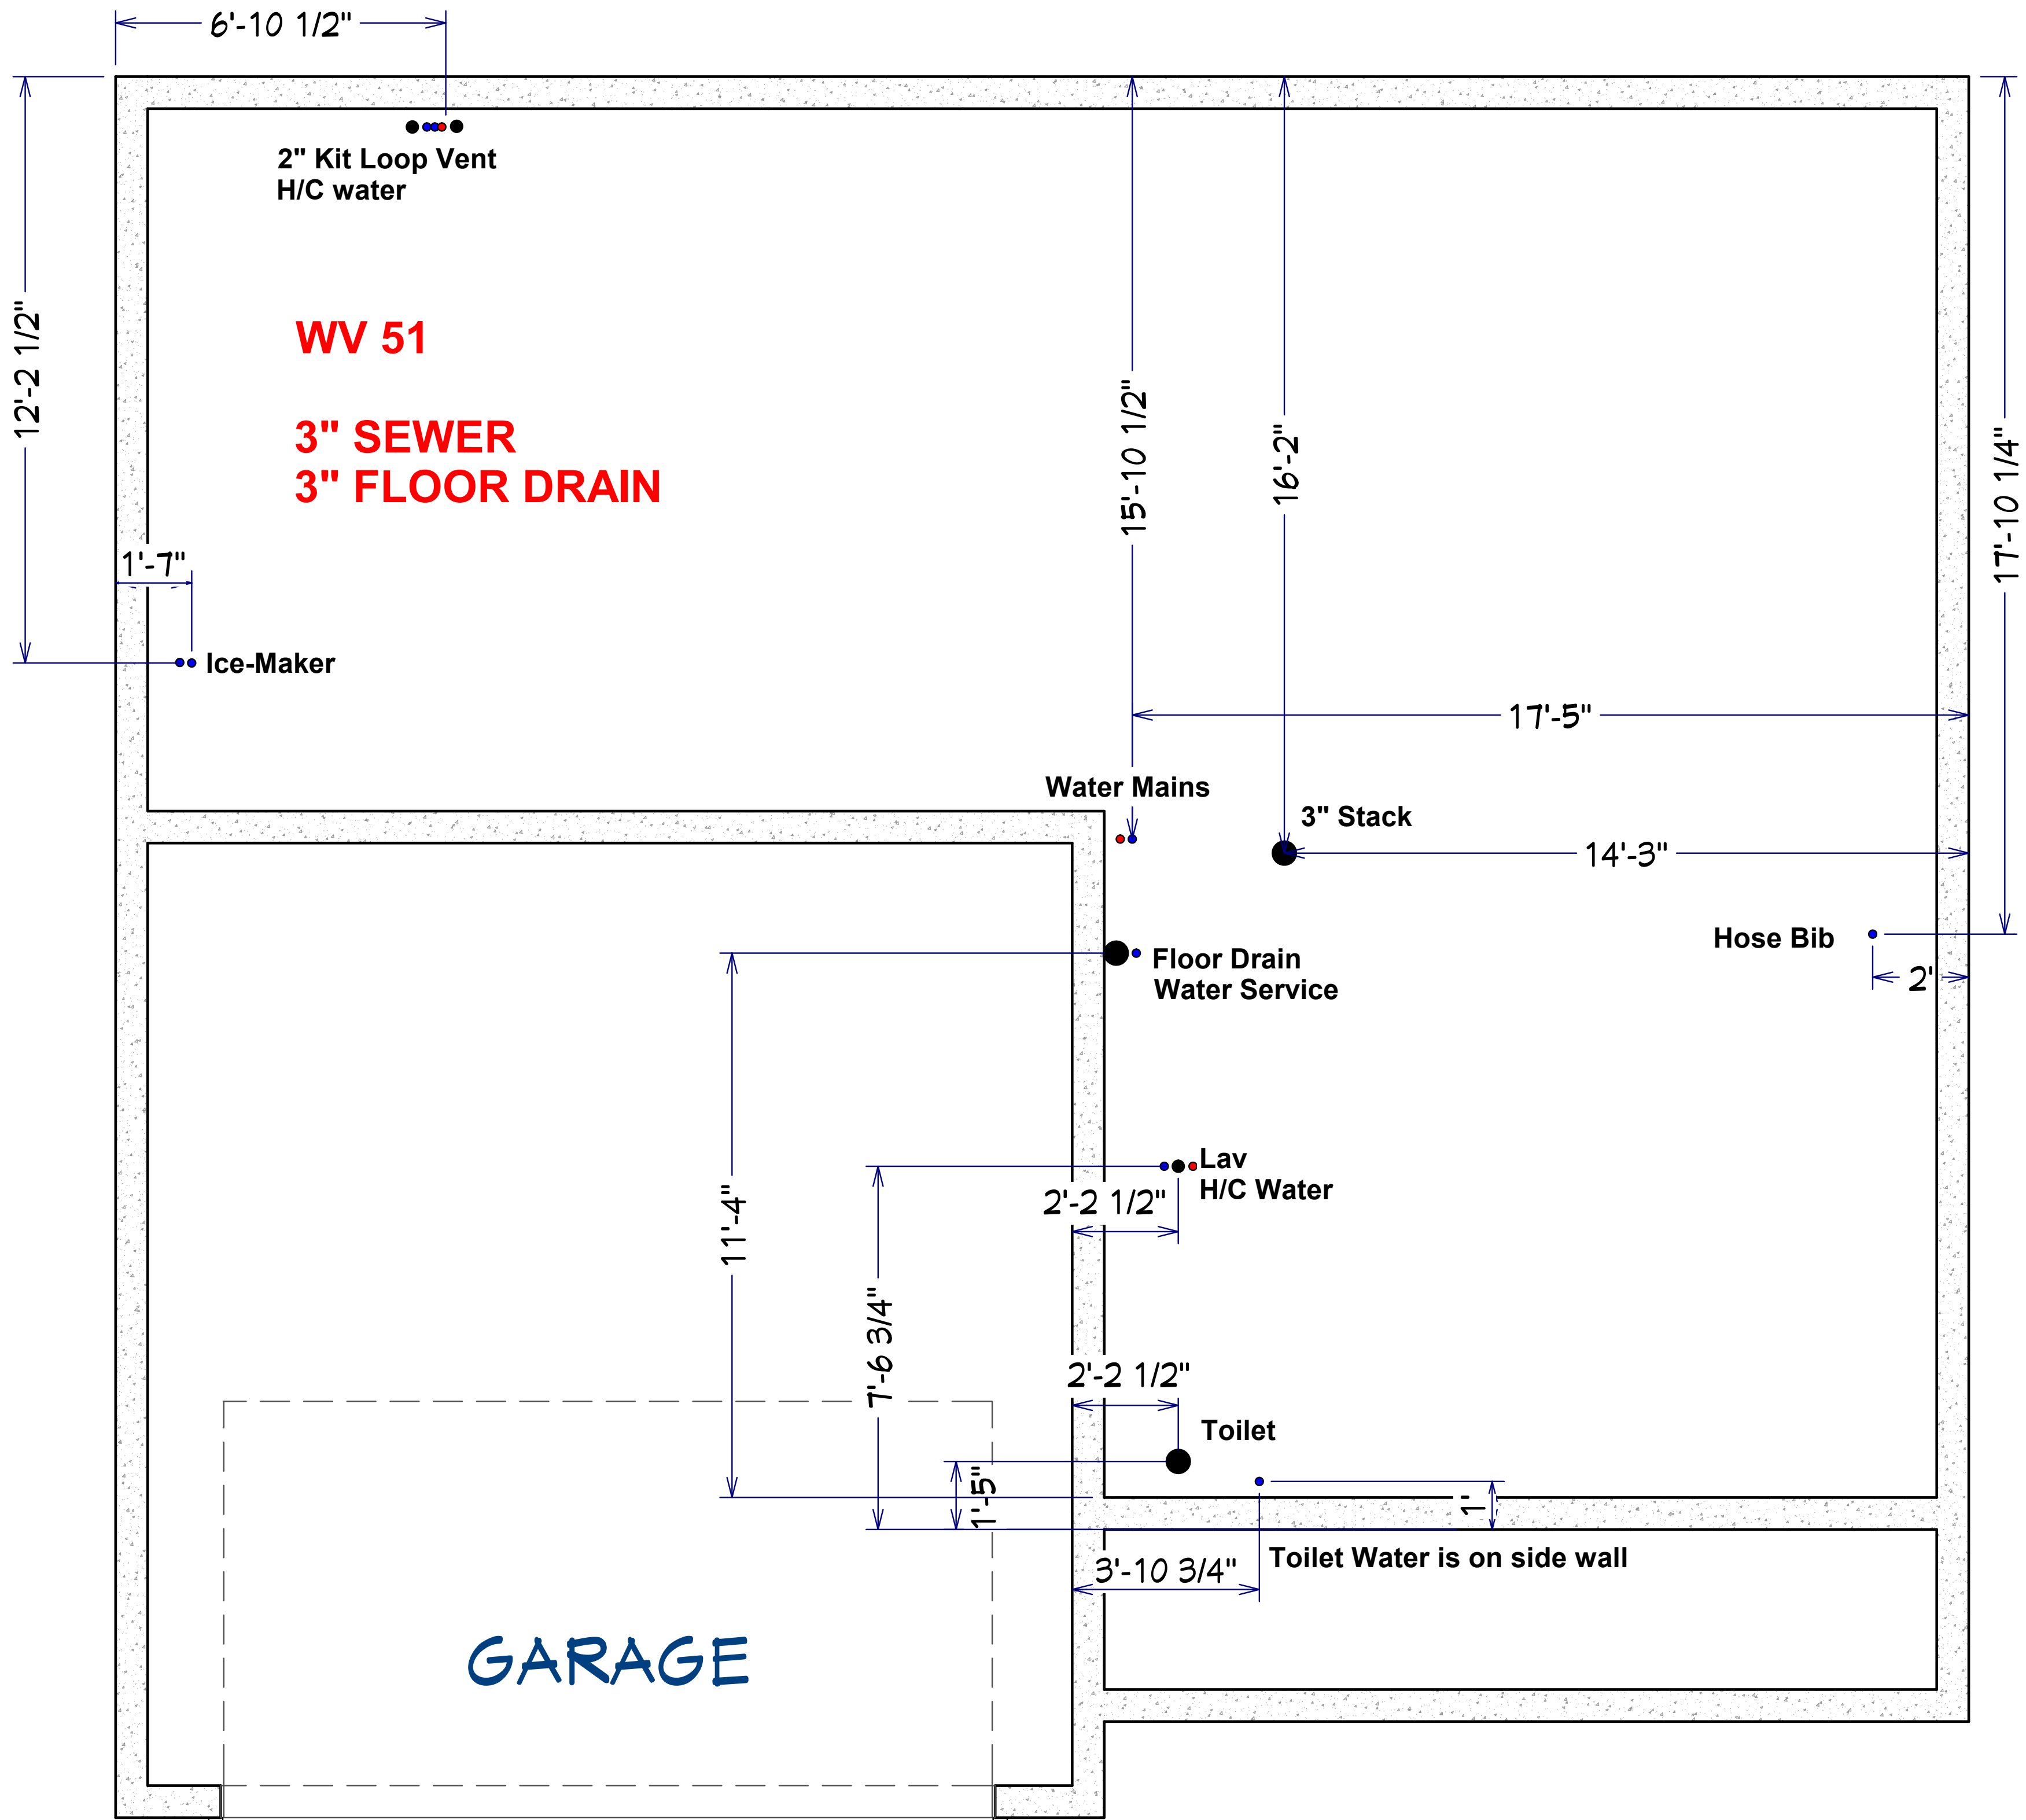 6'-10 1/2"
2" Kit Loop Vent
H/C water
12'-2 1/2"
WV 51
3" SEWER
3" FLOOR DRAIN
15'-10 1/2"
16'-2"
17'-10 1/4"
1'-7"
Ice-Maker
17'-5"
Water Mains
3" Stack
14'-3"
Hose Bib
2'
Floor Drain
Water Service
Lav
H/C Water
2'-2 1/2"
11'-4"
7'-6 3/4"
2'-2 1/2"
Toilet
1'-5"
1'
Toilet Water is on side wall
3'-10 3/4"
GARAGE